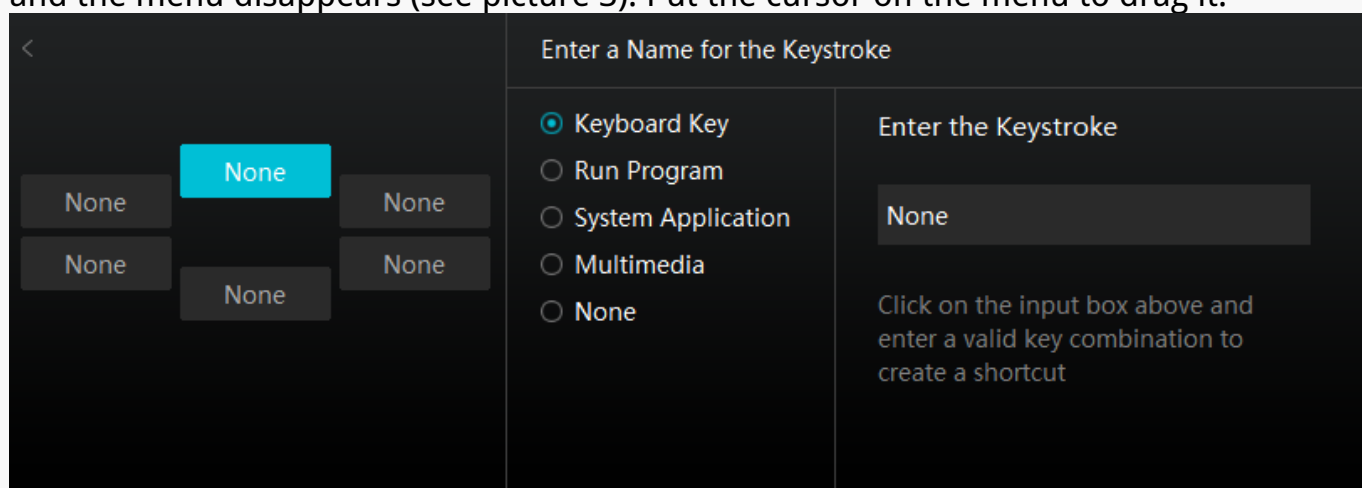 and the menu disappears (see picture 3). Put the cursor on the menu to drag it.
<
Enter a Name for the Keystroke
None
None
None
None
None
None
Keyboard Key
Run Program
System Application
Multimedia
None
Enter the Keystroke
None
Click on the input box above and
enter a valid key combination to
create a shortcut